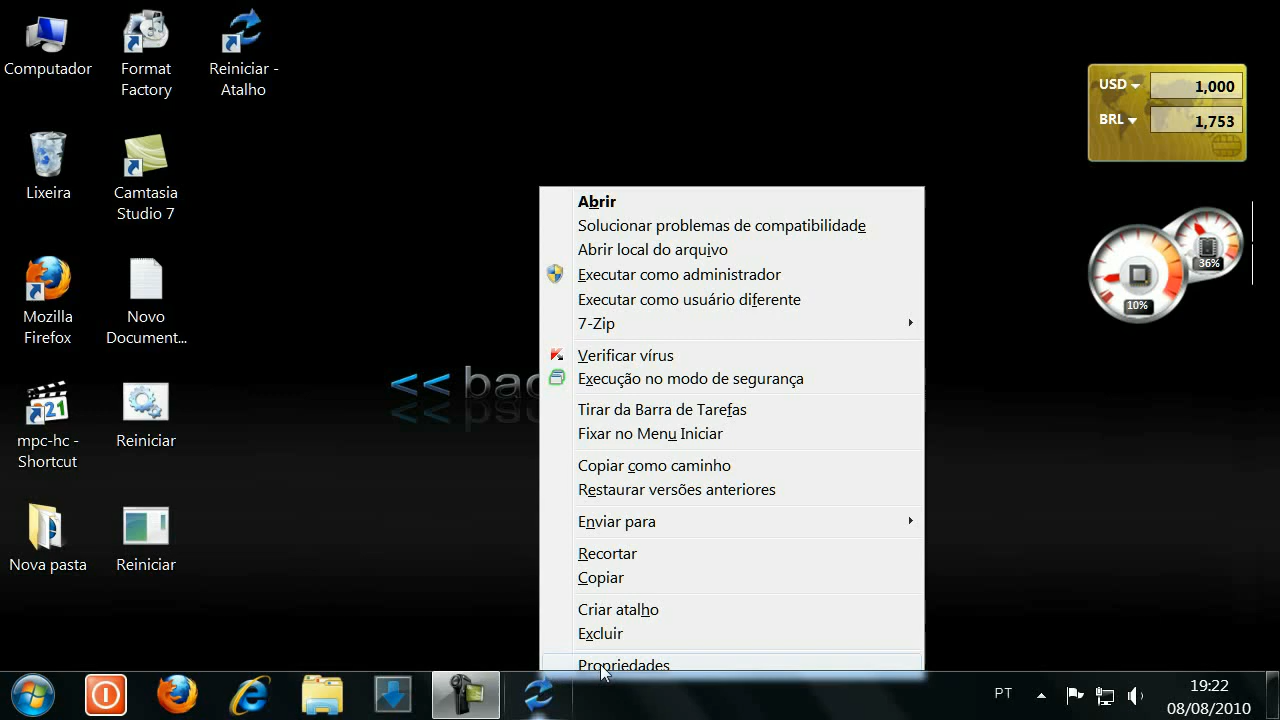 Computador
Format
Factory
Reiniciar -
Atalho
Lixeira
Camtasia
Studio 7
Mozilla
Firefox
Novo
Document...
mpc-hc -
Shortcut
Reiniciar
Nova pasta
Reiniciar
<< bac
USD
1,000
BRL
1,753
36%
10%
Abrir
Solucionar problemas de compatibilidade
Abrir local do arquivo
Executar como administrador
Executar como usuário diferente
7-Zip
Verificar vírus
Execução no modo de segurança
Tirar da Barra de Tarefas
Fixar no Menu Iniciar
Copiar como caminho
Restaurar versões anteriores
Enviar para
Recortar
Copiar
Criar atalho
Excluir
Propriedades
PT
19:22
08/08/2010